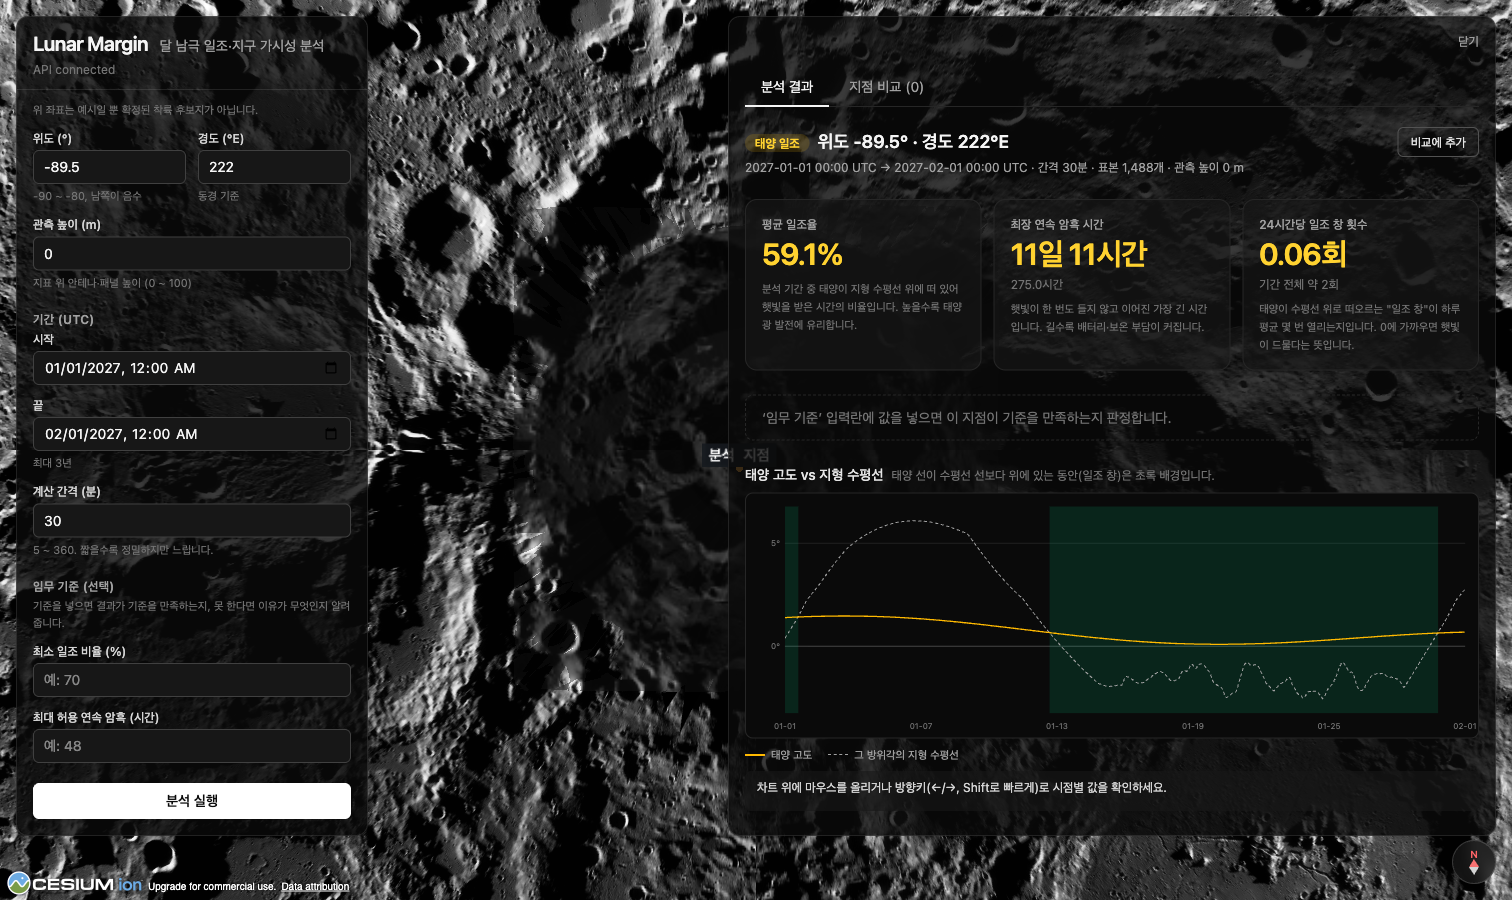 Lunar Margin 달 남극 일조·지구 가시성 분석
API connected
위 좌표는 예시일 뿐 확정된 착륙 후보지가 아닙니다.
위도 (°)
경도 (°E)
-89.5
222
-90 ~ -80, 남쪽이 음수
동경 기준
관측 높이 (m)
0
지표 위 안테나·패널 높이 (0 ~ 100)
기간 (UTC)
시작
01/01/2027, 12:00 AM
끝
02/01/2027, 12:00 AM
최대 3년
계산 간격 (분)
30
5 ~ 360. 짧을수록 정밀하지만 느립니다.
임무 기준 (선택)
기준을 넣으면 결과가 기준을 만족하는지, 못 한다면 이유가 무엇인지 알려
줍니다.
최소 일조 비율 (%)
예: 70
최대 허용 연속 암흑 (시간)
예: 48
분석 실행
CESIUM ion Upgrade for commercial use. Data attribution
분석 지점
닫기
분석 결과
지점 비교 (0)
태양 일조 위도 -89.5° · 경도 222°E
비교에 추가
2027-01-01 00:00 UTC → 2027-02-01 00:00 UTC · 간격 30분 · 표본 1,488개 · 관측 높이 0 m
평균 일조율
59.1%
분석 기간 중 태양이 지형 수평선 위에 떠 있어
햇빛을 받은 시간의 비율입니다. 높을수록 태양
광 발전에 유리합니다.
최장 연속 암흑 시간
11일 11시간
275.0시간
햇빛이 한 번도 들지 않고 이어진 가장 긴 시간
입니다. 길수록 배터리·보온 부담이 커집니다.
24시간당 일조 창 횟수
0.06회
기간 전체 약 2회
태양이 수평선 위로 떠오르는 "일조 창"이 하루
평균 몇 번 열리는지입니다. 0에 가까우면 햇빛
이 드물다는 뜻입니다.
‘임무 기준’ 입력란에 값을 넣으면 이 지점이 기준을 만족하는지 판정합니다.
태양 고도 vs 지형 수평선 태양 선이 수평선 선보다 위에 있는 동안(일조 창)은 초록 배경입니다.
5°
0°
01-01
01-07
01-13
01-19
01-25
02-01
태양 고도
그 방위각의 지형 수평선
차트 위에 마우스를 올리거나 방향키(←/→, Shift로 빠르게)로 시점별 값을 확인하세요.
N